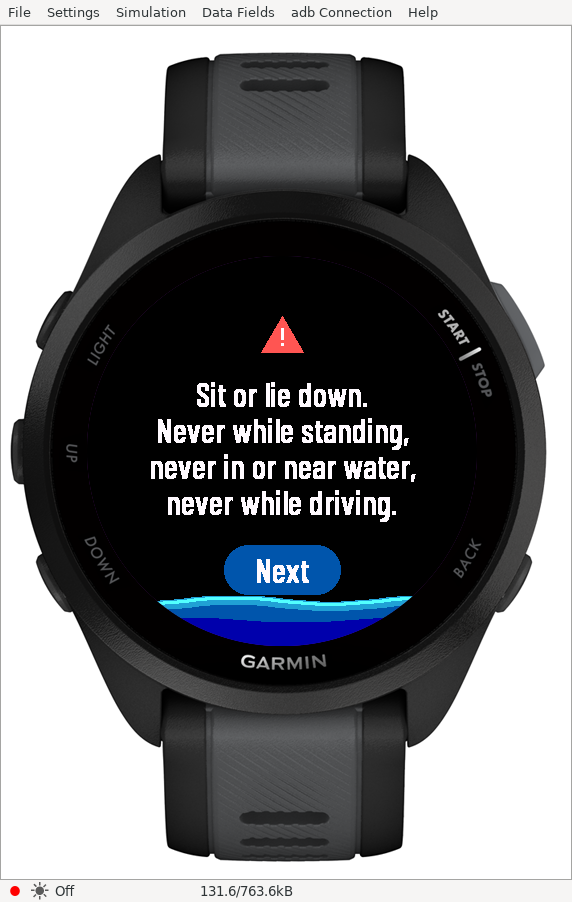 File Settings Simulation Data Fields adb Connection Help
START
STOP
LIGHT
!
Sit or lie down.
Never while standing,
UP
never in or near water,
never while driving.
DOWN
BACK
Next
GARMIN
Off 131.6/763.6kB